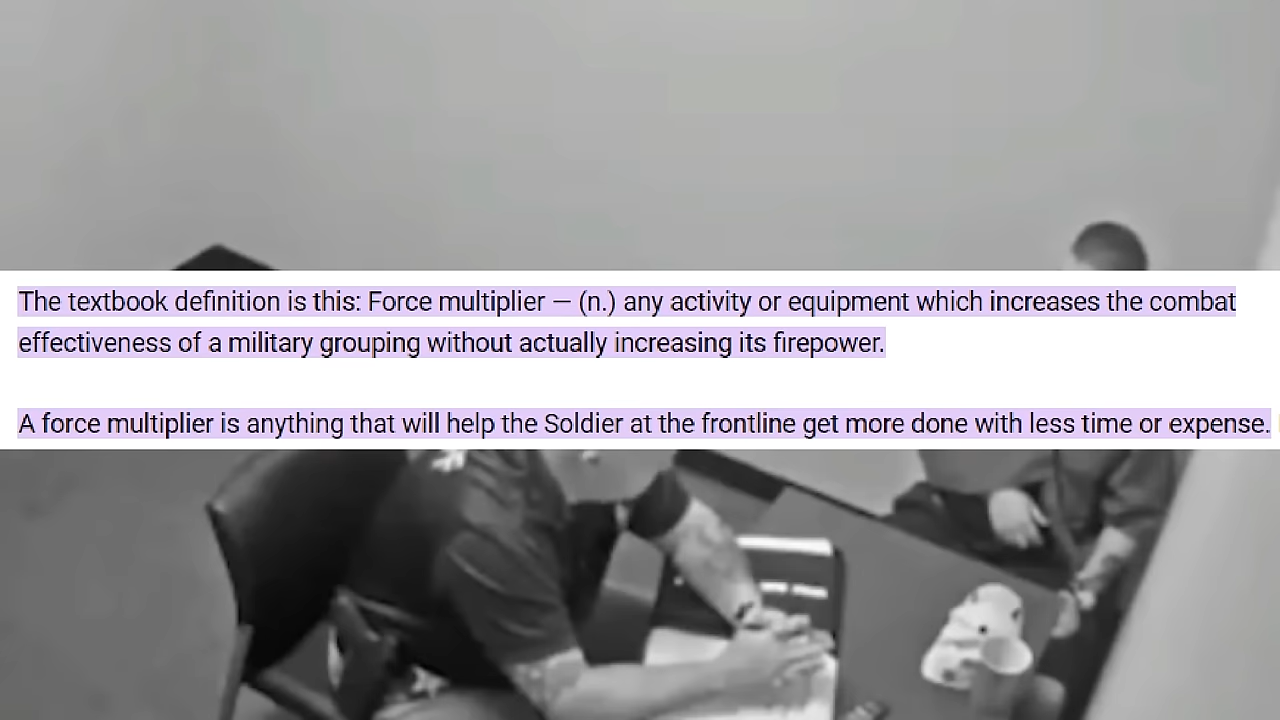 The textbook definition is this: Force multiplier — (n.) any activity or equipment which increases the combat
effectiveness of a military grouping without actually increasing its firepower.
A force multiplier is anything that will help the Soldier at the frontline get more done with less time or expense.